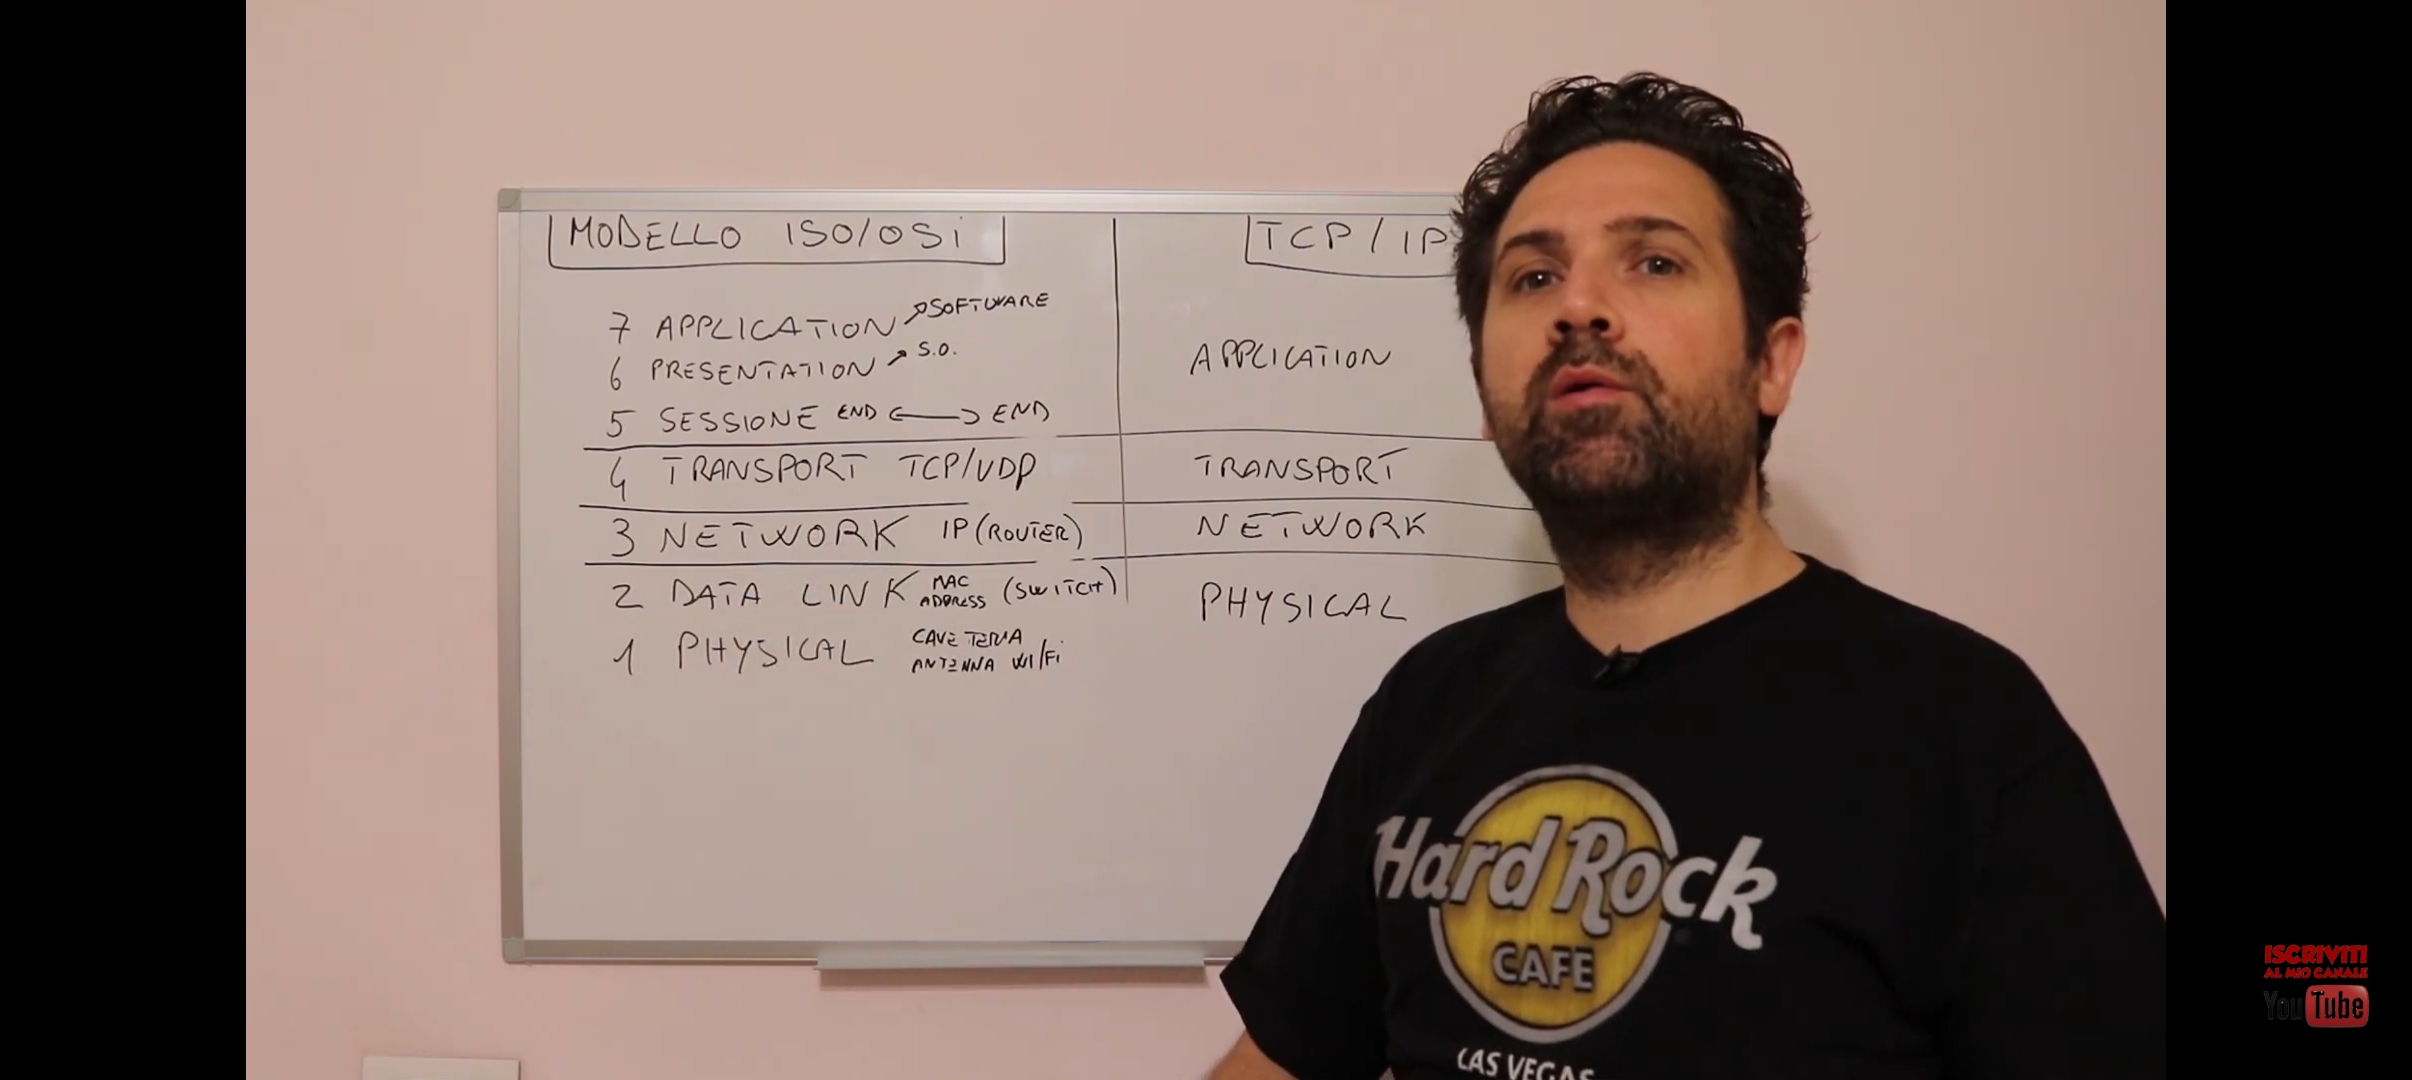 MODELLO ISO/OSi
7 APPLICATION SOFTWARE
6 PRESENTATION S.O.
5 SESSIONE END END
4 TRANSPORT TCP/UDP
3 NETWORK IP (ROUTER)
2 DATA LINK MAC ADDRESS (SWITCH)
1 PHYSICAL CAVETERIA
ANTENNA WI/Fi
TCP/IP
APPLICATION
TRANSPORT
NETWORK
PHYSICAL
Hard Rock
CAFE
LAS VEGAS
ISCRIVITI
AL MIO CANALE
YouTube